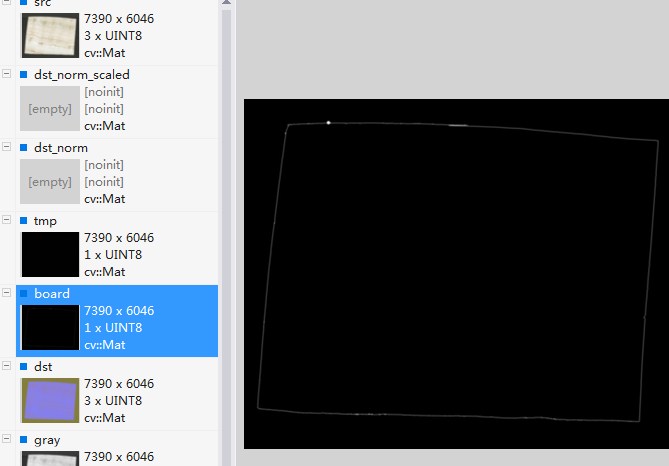 src
7390 x 6046
3 x UINT8
cv::Mat
dst_norm_scaled
[empty]
[noinit]
[noinit]
cv::Mat
dst_norm
[empty]
[noinit]
[noinit]
cv::Mat
tmp
7390 x 6046
1 x UINT8
cv::Mat
board
7390 x 6046
1 x UINT8
cv::Mat
dst
7390 x 6046
3 x UINT8
cv::Mat
gray
7390 x 6046